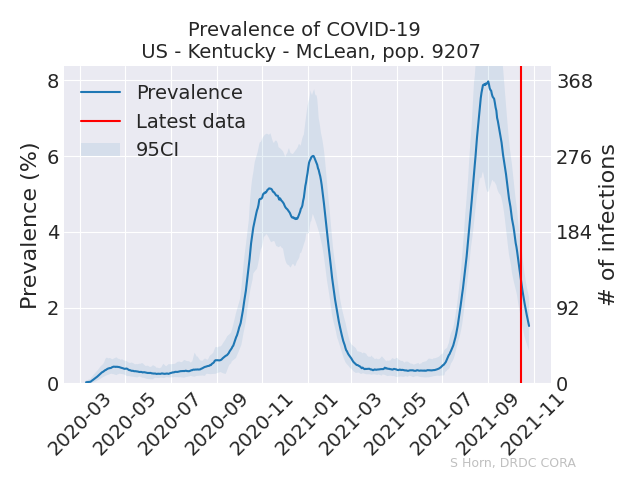 Prevalence of COVID-19
US - Kentucky - McLean, pop. 9207
Prevalence (%)
8
6
4
2
0
Prevalence
Latest data
95CI
368
276
184
92
0
# of infections
2020-03
2020-05
2020-07
2020-09
2020-11
2021-01
2021-03
2021-05
2021-07
2021-09
2021-11
S Horn, DRDC CORA